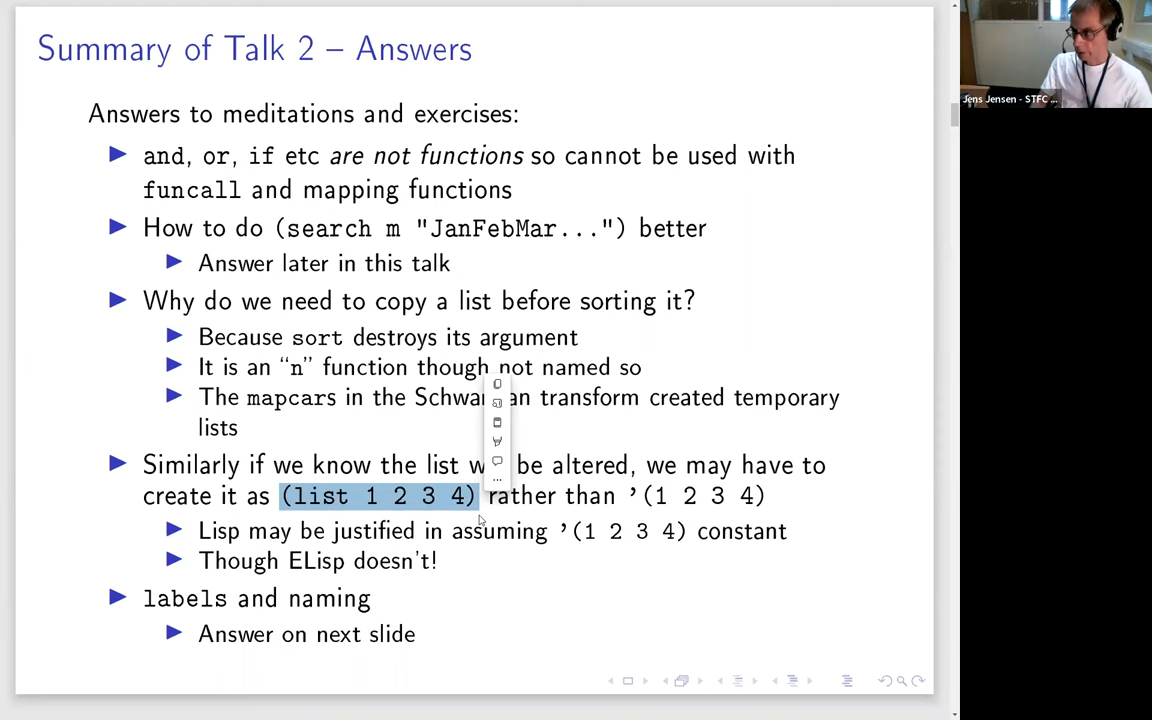 Summary of Talk 2 – Answers
Jens Jensen - STFC ...
Answers to meditations and exercises:
and, or, if etc are not functions so cannot be used with
funcall and mapping functions
How to do (search m "JanFebMar...") better
Answer later in this talk
Why do we need to copy a list before sorting it?
Because sort destroys its argument
It is an “n” function though not named so
The mapcars in the an transform created temporary
lists
Similarly if we know the list be altered, we may have to
create it as (list 1 2 3 4) rather than '(1 2 3 4)
Lisp may be justified in assuming '(1 2 3 4) constant
Though ELisp doesn't!
labels and naming
Answer on next slide